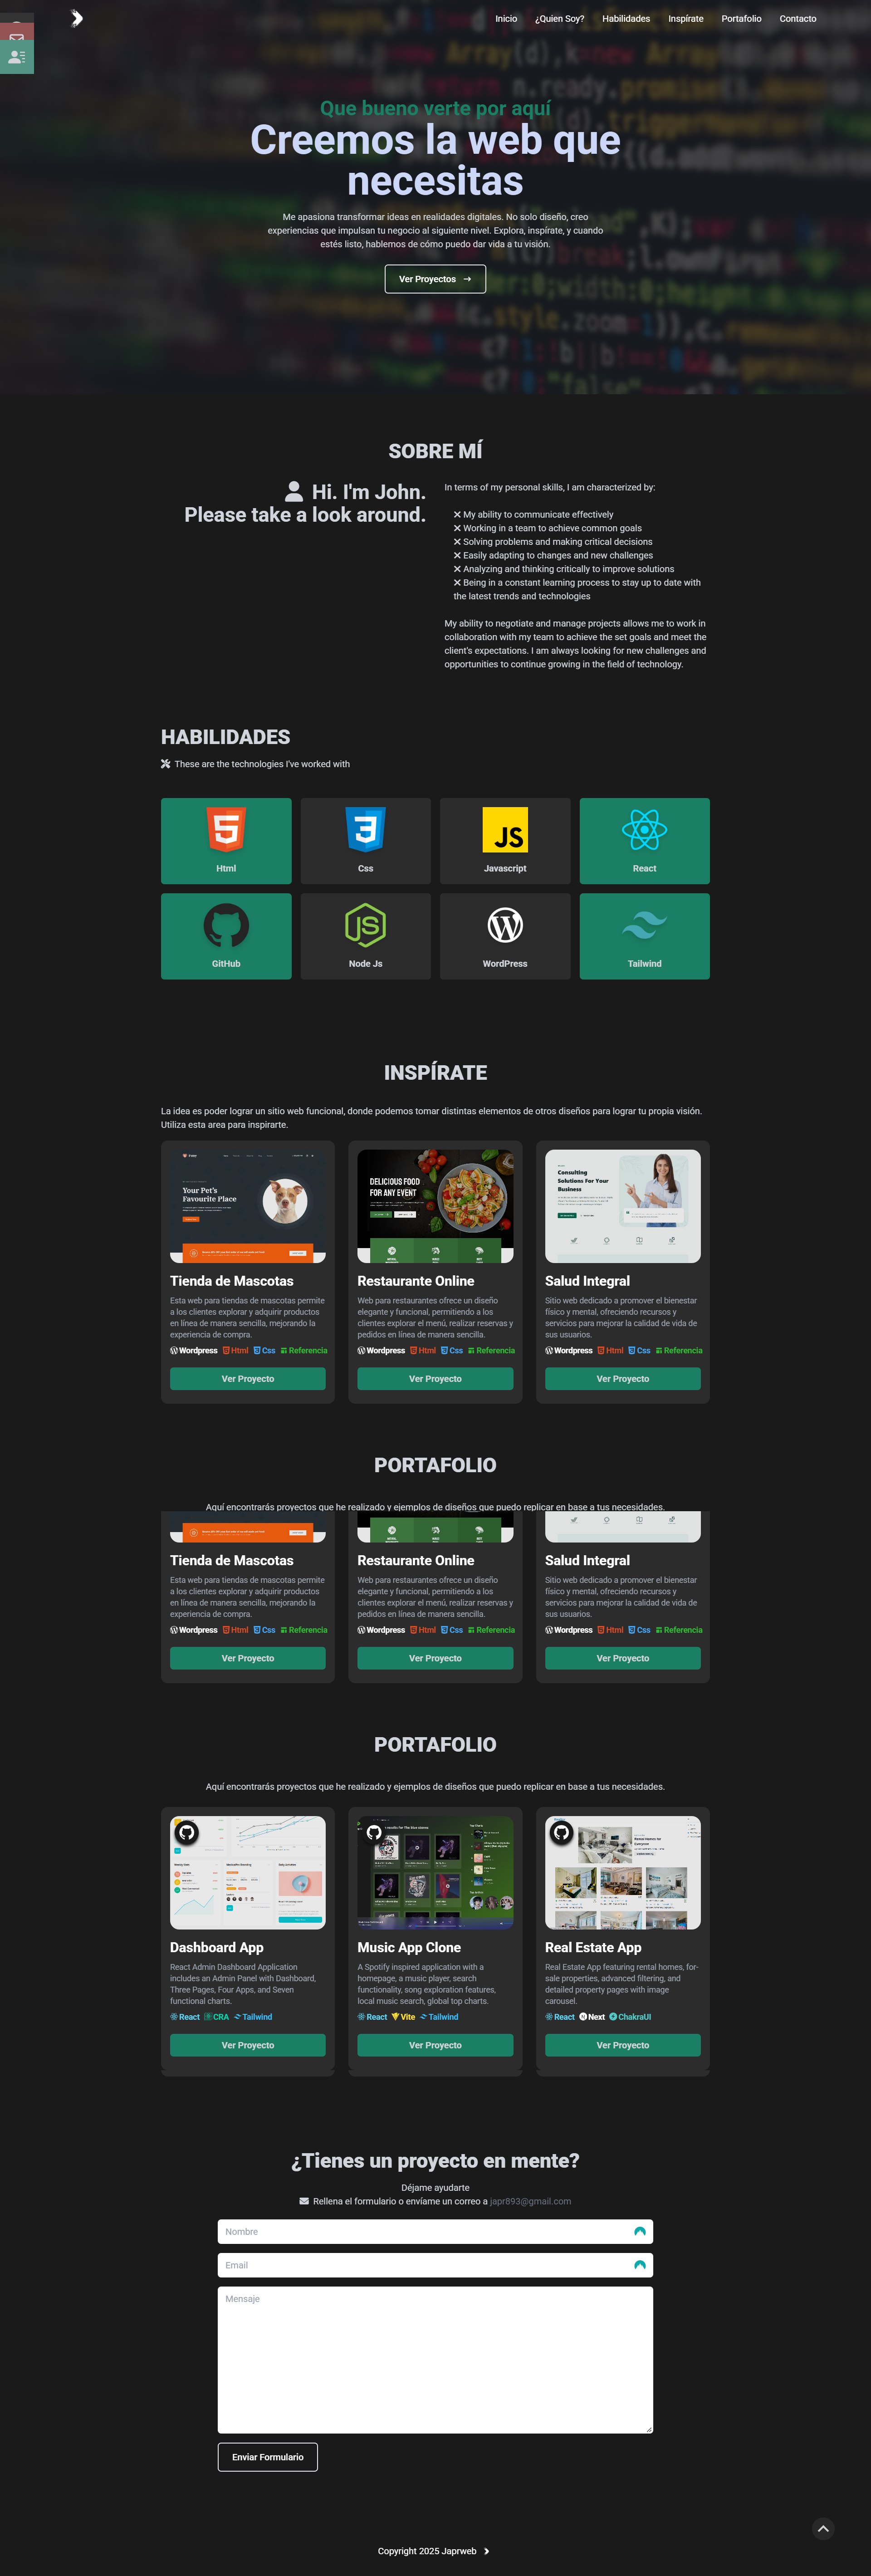 Inicio ¿Quien Soy? Habilidades Inspírate Portafolio Contacto
Que bueno verte por aquí
Creemos la web que
necesitas
Me apasiona transformar ideas en realidades digitales. No solo diseño, creo
experiencias que impulsan tu negocio al siguiente nivel. Explora, inspírate, y cuando
estés listo, hablemos de cómo puedo dar vida a tu visión.
Ver Proyectos →
SOBRE MÍ
Hi. I'm John.
Please take a look around.
In terms of my personal skills, I am characterized by:
My ability to communicate effectively
Working in a team to achieve common goals
Solving problems and making critical decisions
Easily adapting to changes and new challenges
Analyzing and thinking critically to improve solutions
Being in a constant learning process to stay up to date with
the latest trends and technologies
My ability to negotiate and manage projects allows me to work in
collaboration with my team to achieve the set goals and meet the
client's expectations. I am always looking for new challenges and
opportunities to continue growing in the field of technology.
HABILIDADES
These are the technologies I've worked with
Html
Css
JS
Javascript
React
GitHub
JS
Node Js
WordPress
Tailwind
INSPÍRATE
La idea es poder lograr un sitio web funcional, donde podemos tomar distintas elementos de otros diseños para lograr tu propia visión.
Utiliza esta area para inspirarte.
Your Pet's
Favourite Place
Tienda de Mascotas
Esta web para tiendas de mascotas permite
a los clientes explorar y adquirir productos
en línea de manera sencilla, mejorando la
experiencia de compra.
Wordpress Html Css Referencia
Ver Proyecto
DELICIOUS FOOD
FOR ANY EVENT
Restaurante Online
Web para restaurantes ofrece un diseño
elegante y funcional, permitiendo a los
clientes explorar el menú, realizar reservas y
pedidos en línea de manera sencilla.
Wordpress Html Css Referencia
Ver Proyecto
Consulting
Solutions For Your
Business
Salud Integral
Sitio web dedicado a promover el bienestar
físico y mental, ofreciendo recursos y
servicios para mejorar la calidad de vida de
sus usuarios.
Wordpress Html Css Referencia
Ver Proyecto
PORTAFOLIO
Aquí encontrarás proyectos que he realizado y ejemplos de diseños que puedo replicar en base a tus necesidades.
Tienda de Mascotas
Esta web para tiendas de mascotas permite
a los clientes explorar y adquirir productos
en línea de manera sencilla, mejorando la
experiencia de compra.
Wordpress Html Css Referencia
Ver Proyecto
Restaurante Online
Web para restaurantes ofrece un diseño
elegante y funcional, permitiendo a los
clientes explorar el menú, realizar reservas y
pedidos en línea de manera sencilla.
Wordpress Html Css Referencia
Ver Proyecto
Salud Integral
Sitio web dedicado a promover el bienestar
físico y mental, ofreciendo recursos y
servicios para mejorar la calidad de vida de
sus usuarios.
Wordpress Html Css Referencia
Ver Proyecto
PORTAFOLIO
Aquí encontrarás proyectos que he realizado y ejemplos de diseños que puedo replicar en base a tus necesidades.
Dashboard App
React Admin Dashboard Application
includes an Admin Panel with Dashboard,
Three Pages, Four Apps, and Seven
functional charts.
React CRA Tailwind
Ver Proyecto
Music App Clone
A Spotify inspired application with a
homepage, a music player, search
functionality, song exploration features,
local music search, global top charts.
React Vite Tailwind
Ver Proyecto
Real Estate App
Real Estate App featuring rental homes, for-
sale properties, advanced filtering, and
detailed property pages with image
carousel.
React Next ChakraUI
Ver Proyecto
¿Tienes un proyecto en mente?
Déjame ayudarte
Rellena el formulario o envíame un correo a japr893@gmail.com
Nombre
Email
Mensaje
Enviar Formulario
Copyright 2025 Japrweb